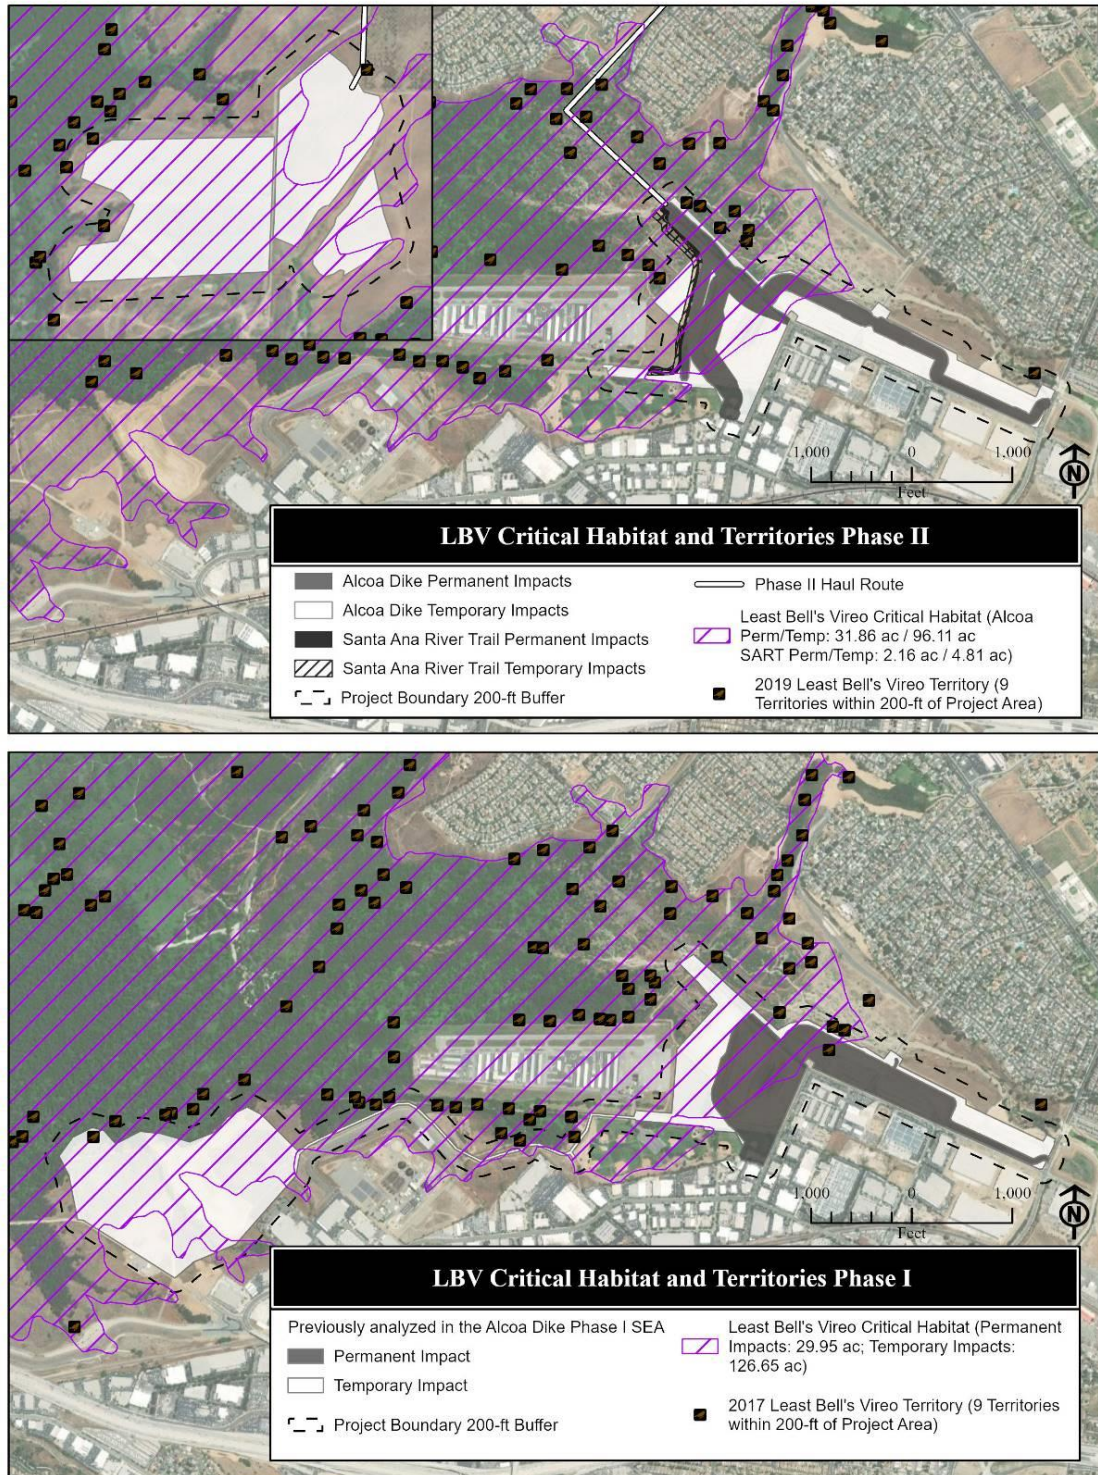 1,000
0
1,000
Feet
N
LBV Critical Habitat and Territories Phase II
Alcoa Dike Permanent Impacts
Alcoa Dike Temporary Impacts
Santa Ana River Trail Permanent Impacts
Santa Ana River Trail Temporary Impacts
Project Boundary 200-ft Buffer
Phase II Haul Route
Least Bell's Vireo Critical Habitat (Alcoa
Perm/Temp: 31.86 ac / 96.11 ac
SART Perm/Temp: 2.16 ac / 4.81 ac)
2019 Least Bell's Vireo Territory (9
Territories within 200-ft of Project Area)
1,000
0
1,000
Feet
N
LBV Critical Habitat and Territories Phase I
Previously analyzed in the Alcoa Dike Phase I SEA
Permanent Impact
Temporary Impact
Project Boundary 200-ft Buffer
Least Bell's Vireo Critical Habitat (Permanent
Impacts: 29.95 ac; Temporary Impacts:
126.65 ac)
2017 Least Bell's Vireo Territory (9 Territories
within 200-ft of Project Area)